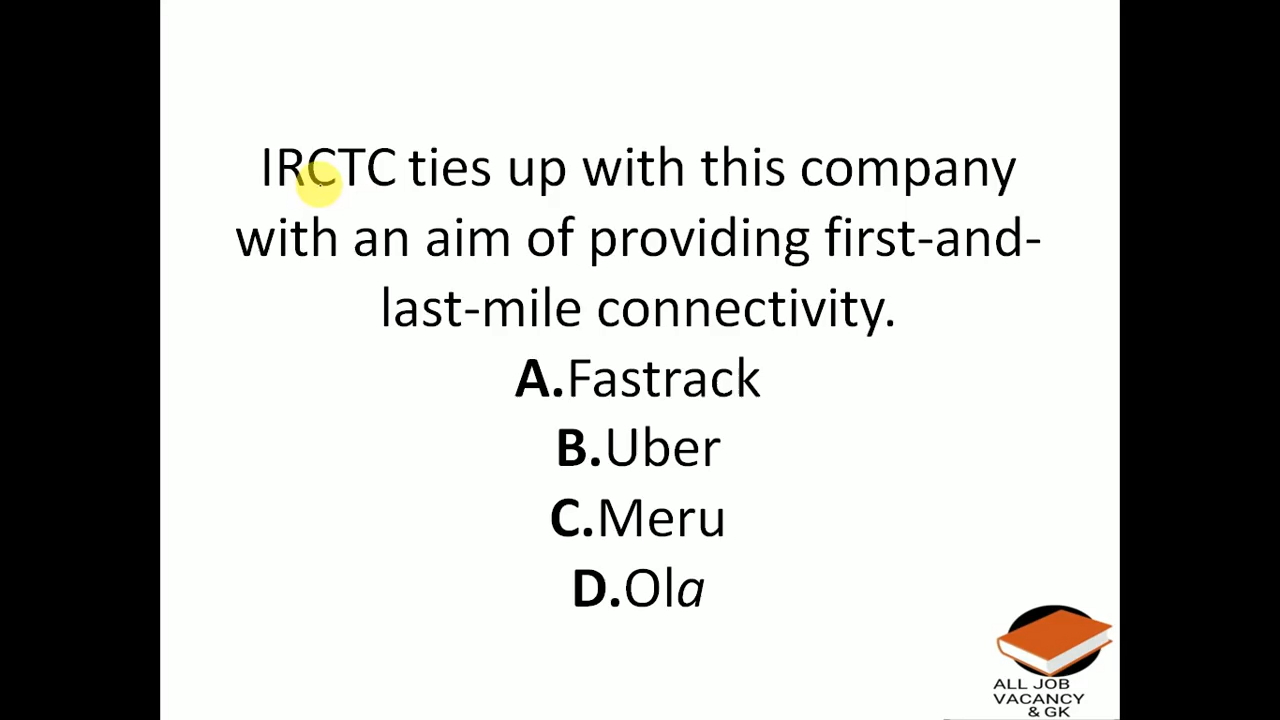 IRCTC ties up with this company
with an aim of providing first-and-
last-mile connectivity.
A.Fastrack
B.Uber
C.Meru
D.Ola
ALL JOB
VACANCY
& GK